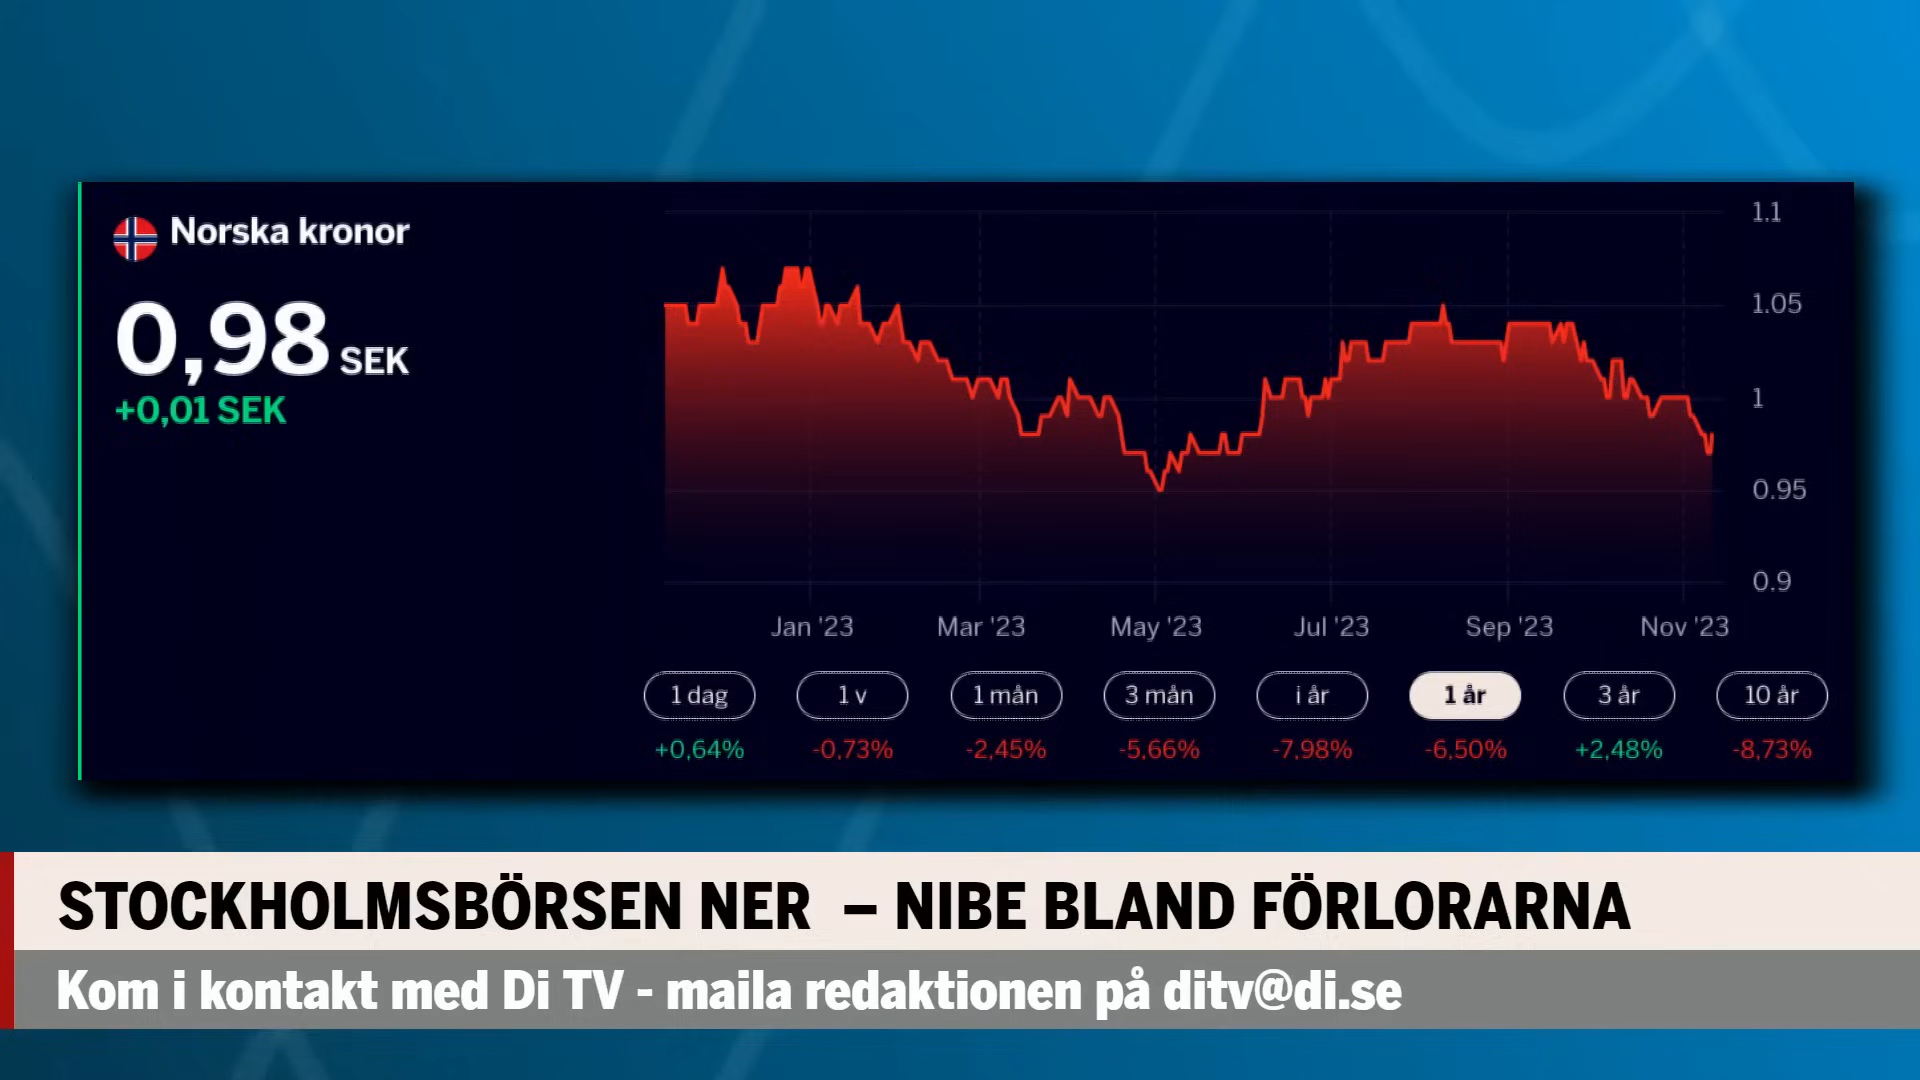 Norska kronor
0,98 SEK
+0,01 SEK
1.1
1.05
1
0.95
0.9
Jan '23 Mar '23 May '23 Jul '23 Sep '23 Nov '23
1 dag 1 v 1 mån 3 mån i år 1 år 3 år 10 år
+0,64% -0,73% -2,45% -5,66% -7,98% -6,50% +2,48% -8,73%
STOCKHOLMSBÖRSEN NER – NIBE BLAND FÖRLORARNA
Kom i kontakt med Di TV - maila redaktionen på ditv@di.se